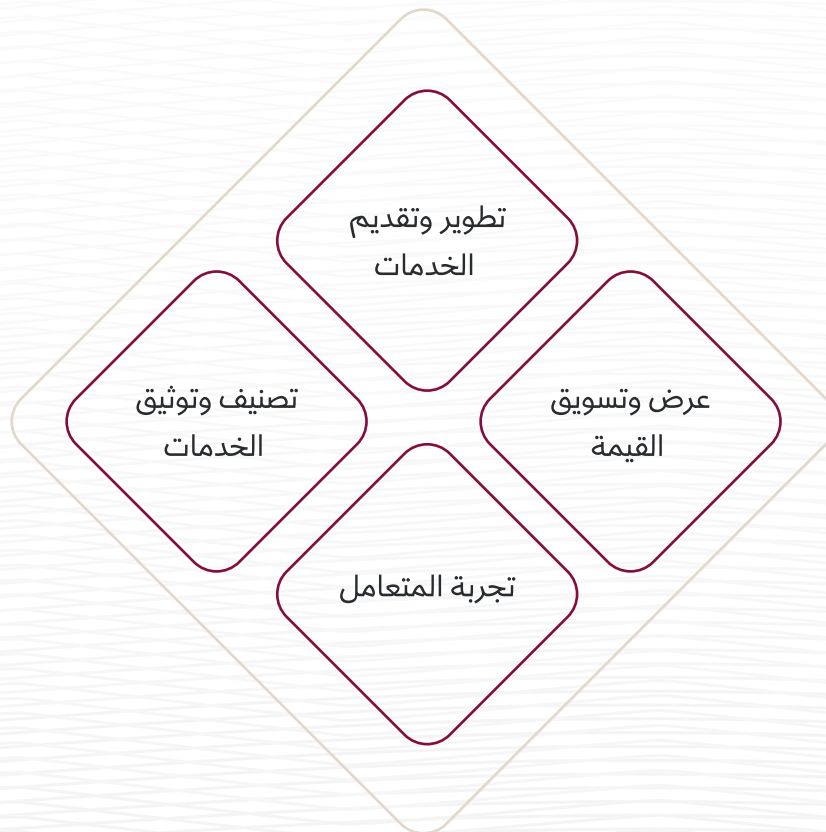 تطوير وتقديم
الخدمات
عرض وتسويق
القيمة
تصنيف وتوثيق
الخدمات
تجربة المتعامل